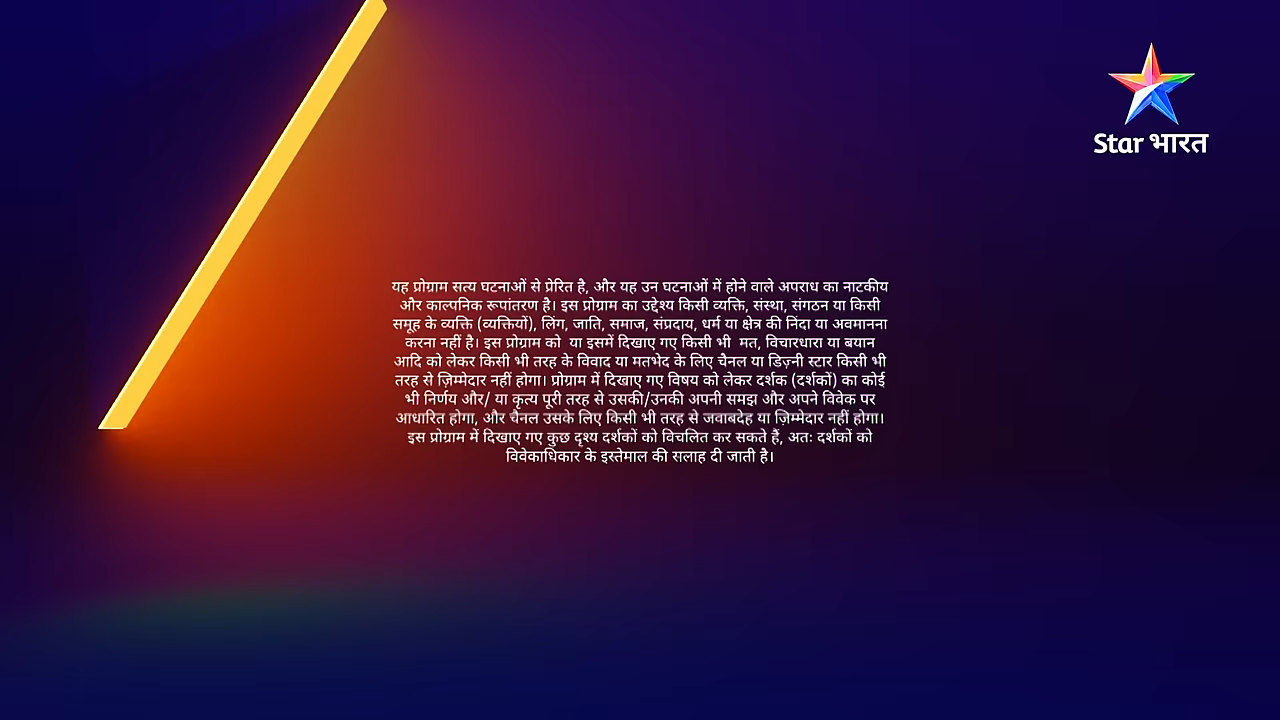 Star भारत
यह प्रोग्राम सत्य घटनाओं से प्रेरित है, और यह उन घटनाओं में होने वाले अपराध का नाटकीय
और काल्पनिक रूपांतरण है। इस प्रोग्राम का उद्देश्य किसी व्यक्ति, संस्था, संगठन या किसी
समूह के व्यक्ति (व्यक्तियों), लिंग, जाति, समाज, संप्रदाय, धर्म या क्षेत्र की निंदा या अवमानना
करना नहीं है। इस प्रोग्राम को या इसमें दिखाए गए किसी भी मत, विचारधारा या बयान
आदि को लेकर किसी भी तरह के विवाद या मतभेद के लिए चैनल या डिज़्नी स्टार किसी भी
तरह से ज़िम्मेदार नहीं होगा। प्रोग्राम में दिखाए गए विषय को लेकर दर्शक (दर्शकों) का कोई
भी निर्णय और/ या कृत्य पूरी तरह से उसकी/उनकी अपनी समझ और अपने विवेक पर
आधारित होगा, और चैनल उसके लिए किसी भी तरह से जवाबदेह या ज़िम्मेदार नहीं होगा।
इस प्रोग्राम में दिखाए गए कुछ दृश्य दर्शकों को विचलित कर सकते हैं, अतः दर्शकों को
विवेकाधिकार के इस्तेमाल की सलाह दी जाती है।